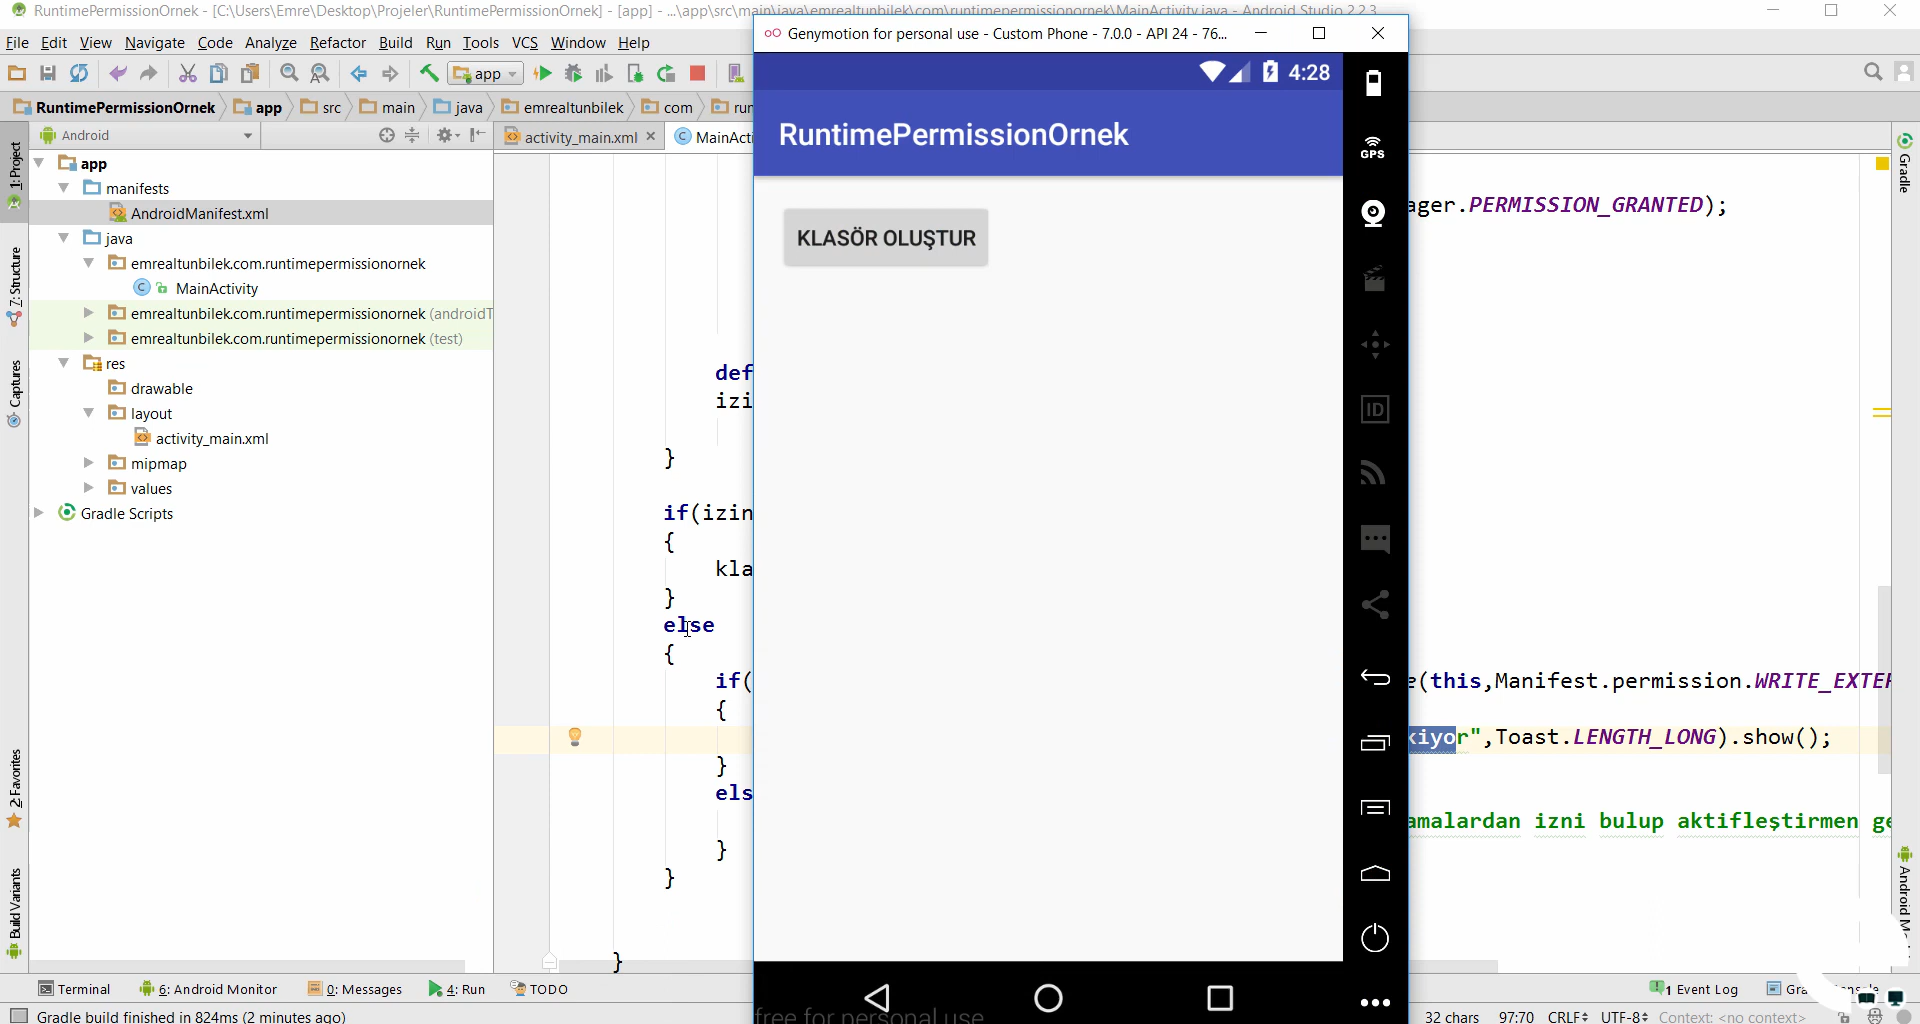 RuntimePermissionOrnek - [C:\Users\Emre\Desktop\Projeler\RuntimePermissionOrnek] - [app] - ...\app\src\main\java\emrealtunbilek\com\runtimepermissionornek\MainActivity.java - Android Studio 2.2.3
File Edit View Navigate Code Analyze Refactor Build Run Tools VCS Window Help
app
RuntimePermissionOrnek app src main java emrealtunbilek com run
Android
activity_main.xml
MainActi
1: Project
7: Structure
Captures
2: Favorites
Build Variants
app
manifests
AndroidManifest.xml
java
emrealtunbilek.com.runtimepermissionornek
MainActivity
emrealtunbilek.com.runtimepermissionornek (androidT
emrealtunbilek.com.runtimepermissionornek (test)
res
drawable
layout
activity_main.xml
mipmap
values
Gradle Scripts
ager.PERMISSION_GRANTED);
def
izi
}
if(izin
{
kla
}
else
{
if(
(this,Manifest.permission.WRITE_EXTER
{
kiyor",Toast.LENGTH_LONG).show();
}
els
amalardan izni bulup aktifleştirmen ge
}
}
}
Genymotion for personal use - Custom Phone - 7.0.0 - API 24 - 76...
4:28
RuntimePermissionOrnek
KLASÖR OLUŞTUR
GPS
ID
free for personal use
Gradle
Android M
Terminal 6: Android Monitor 0: Messages 4: Run TODO
1 Event Log
Gradle build finished in 824ms (2 minutes ago)
32 chars 97:70 CRLF UTF-8 Context: <no context>